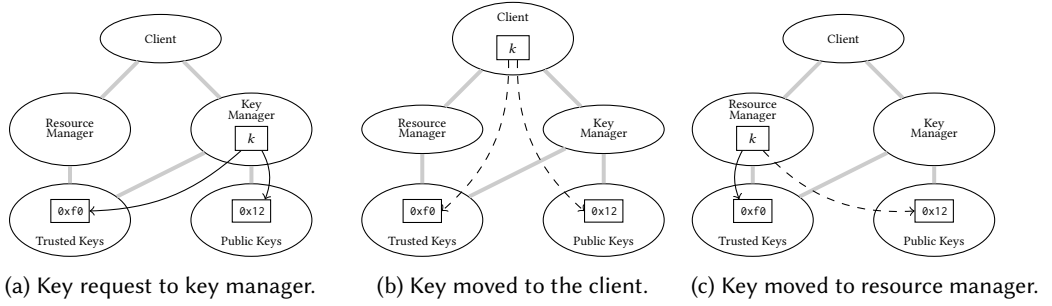 Client
Resource
Manager
Key
Manager
k
0xf0
Trusted Keys
0x12
Public Keys
(a) Key request to key manager.
Client
k
Resource
Manager
Key
Manager
0xf0
Trusted Keys
0x12
Public Keys
(b) Key moved to the client.
Client
Resource
Manager
k
Key
Manager
0xf0
Trusted Keys
0x12
Public Keys
(c) Key moved to resource manager.